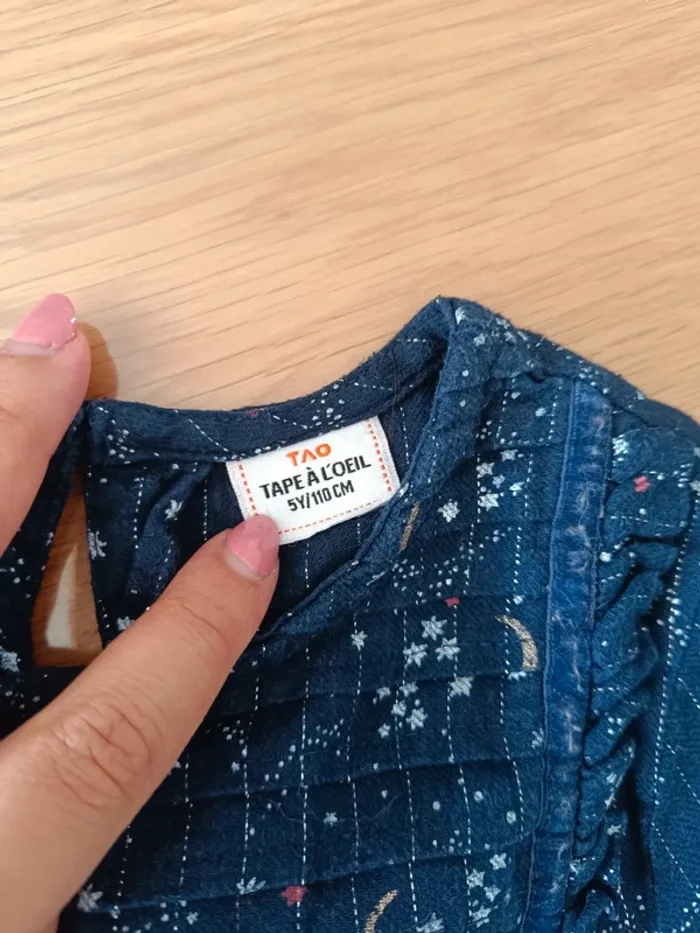 TAO
TAPE À L'OEIL
5Y/110 CM